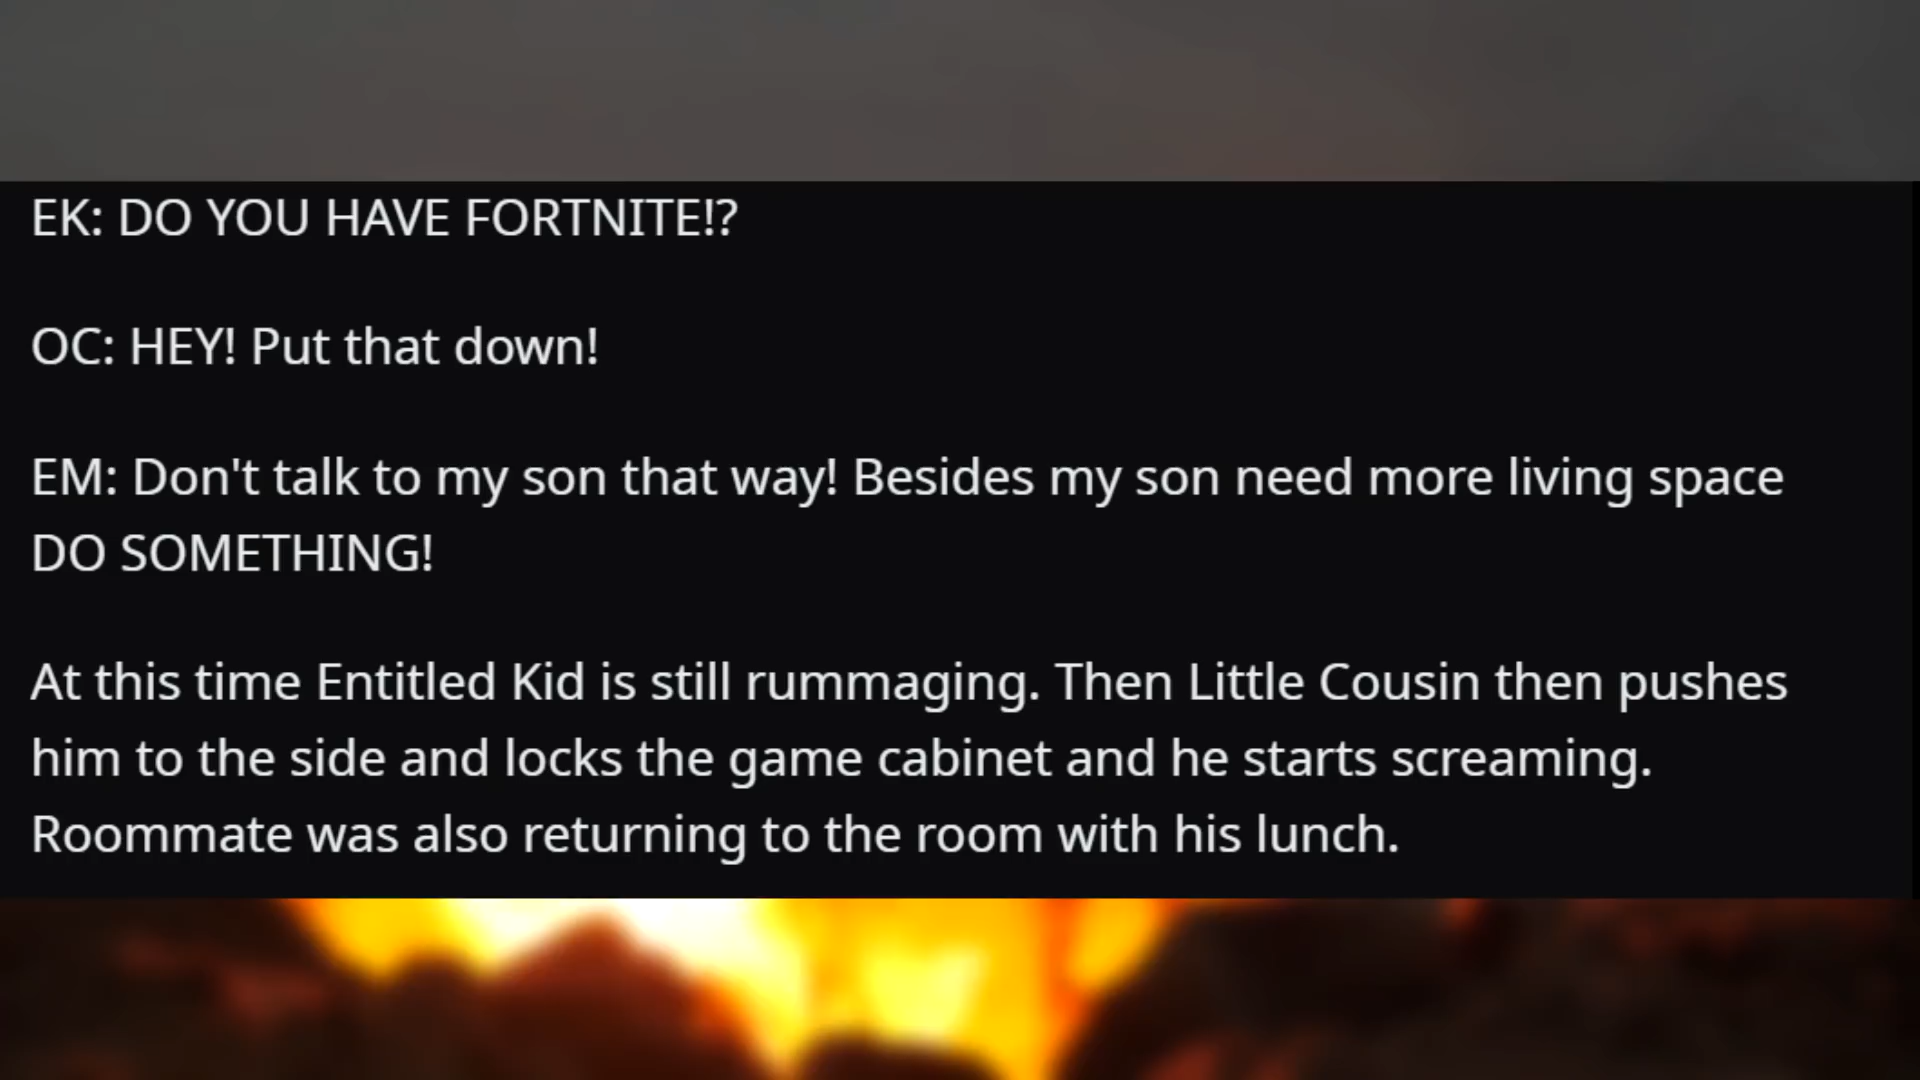 EK: DO YOU HAVE FORTNITE!?
OC: HEY! Put that down!
EM: Don't talk to my son that way! Besides my son need more living space
DO SOMETHING!
At this time Entitled Kid is still rummaging. Then Little Cousin then pushes
him to the side and locks the game cabinet and he starts screaming.
Roommate was also returning to the room with his lunch.